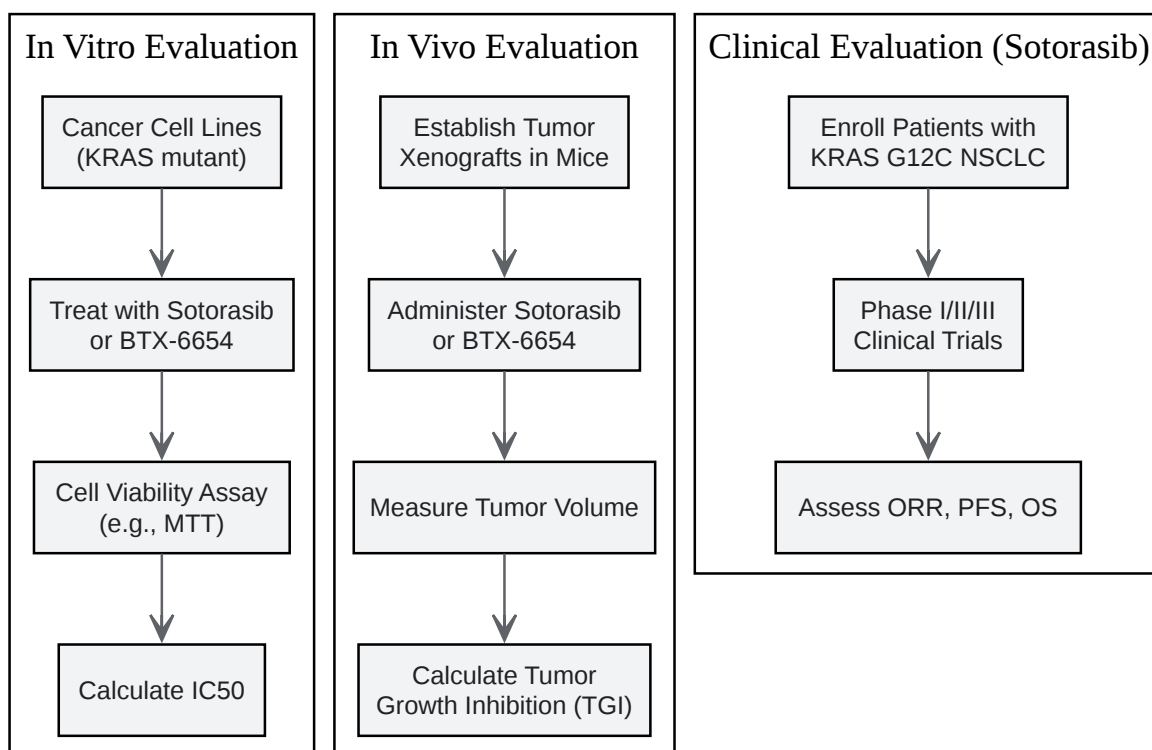 In Vitro Evaluation
Cancer Cell Lines
(KRAS mutant)
Treat with Sotorasib
or BTX-6654
Cell Viability Assay
(e.g., MTT)
Calculate IC50
In Vivo Evaluation
Establish Tumor
Xenografts in Mice
Administer Sotorasib
or BTX-6654
Measure Tumor Volume
Calculate Tumor
Growth Inhibition (TGI)
Clinical Evaluation (Sotorasib)
Enroll Patients with
KRAS G12C NSCLC
Phase I/II/III
Clinical Trials
Assess ORR, PFS, OS